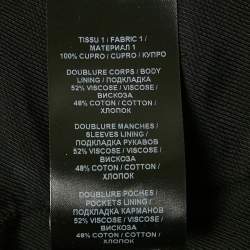 TISSU 1 / FABRIC 1 /
МАТЕРИАЛ 1
100% CUPRO / CUPRO / КУПРО
DOUBLURE CORPS / BODY
LINING / ПОДКЛАДКА
52% VISCOSE / VISCOSE /
ВИСКОЗА
48% COTON / COTTON /
ХЛОПОК
DOUBLURE MANCHES /
SLEEVES LINING /
ПОДКЛАДКА РУКАВОВ
52% VISCOSE / VISCOSE /
ВИСКОЗА
48% COTON / COTTON /
ХЛОПОК
DOUBLURE POCHES /
POCKETS LINING /
ПОДКЛАДКА КАРМАНОВ
52% VISCOSE / VISCOSE /
ВИСКОЗА
48% COTON / COTTON /
ХЛОПОК